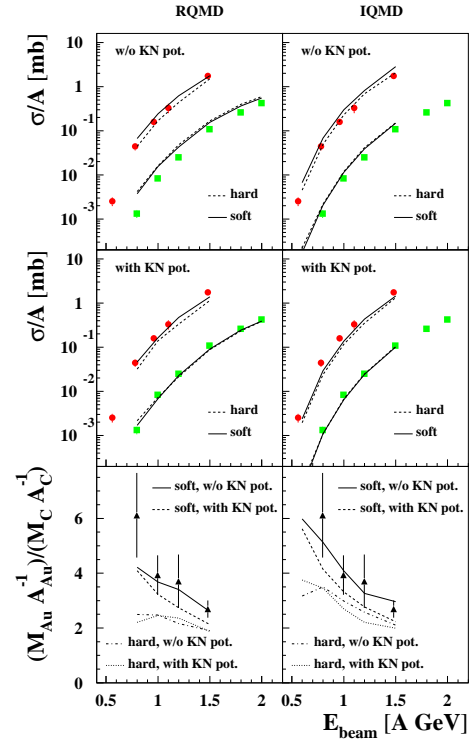 RQMD IQMD
w/o KN pot. w/o KN pot.
σ/A [mb]
10
1
10^-1
10^-2
10^-3
hard hard
soft soft
with KN pot. with KN pot.
σ/A [mb]
10
1
10^-1
10^-2
10^-3
hard hard
soft soft
(M_Au A_Au^-1)/(M_C A_C^-1)
6
4
2
0
soft, w/o KN pot. soft, w/o KN pot.
soft, with KN pot. soft, with KN pot.
hard, w/o KN pot. hard, w/o KN pot.
hard, with KN pot. hard, with KN pot.
0.5 1 1.5 2 0.5 1 1.5 2
E_beam [A GeV]